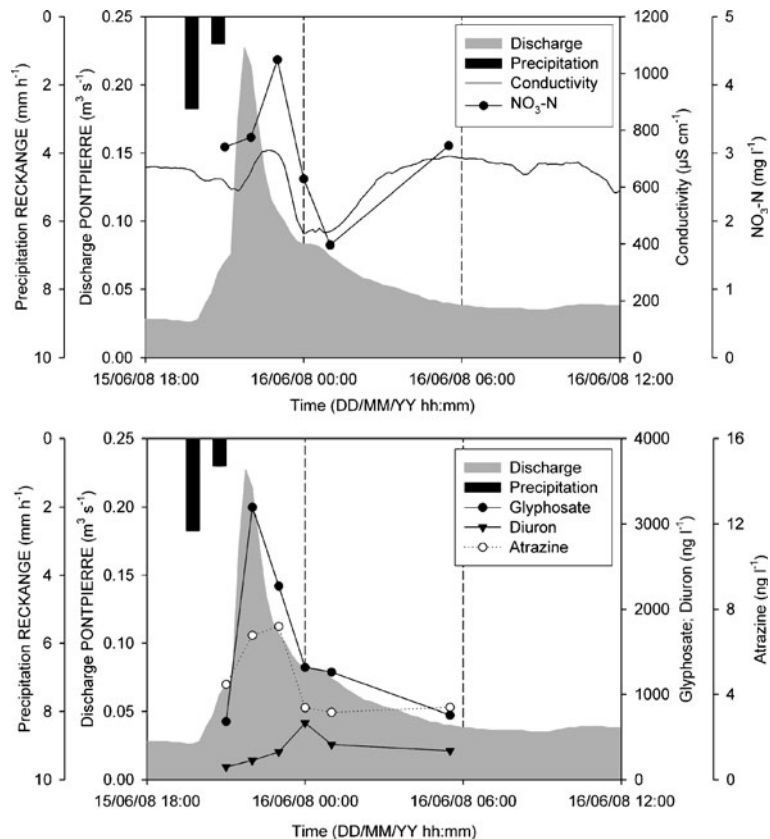 0
2
4
6
8
10
Precipitation RECKANGE (mm h-1)
0.25
0.20
0.15
0.10
0.05
0.00
Discharge PONTPIERRE (m3 s-1)
Discharge
Precipitation
Conductivity
NO3-N
1200
1000
800
600
400
200
0
Conductivity (µS cm-1)
5
4
3
2
1
0
NO3-N (mg l-1)
15/06/08 18:00 16/06/08 00:00 16/06/08 06:00 16/06/08 12:00
Time (DD/MM/YY hh:mm)
0
2
4
6
8
10
Precipitation RECKANGE (mm h-1)
0.25
0.20
0.15
0.10
0.05
0.00
Discharge PONTPIERRE (m3 s-1)
Discharge
Precipitation
Glyphosate
Diuron
Atrazine
4000
3000
2000
1000
0
Glyphosate; Diuron (ng l-1)
16
12
8
4
0
Atrazine (ng l-1)
15/06/08 18:00 16/06/08 00:00 16/06/08 06:00 16/06/08 12:00
Time (DD/MM/YY hh:mm)